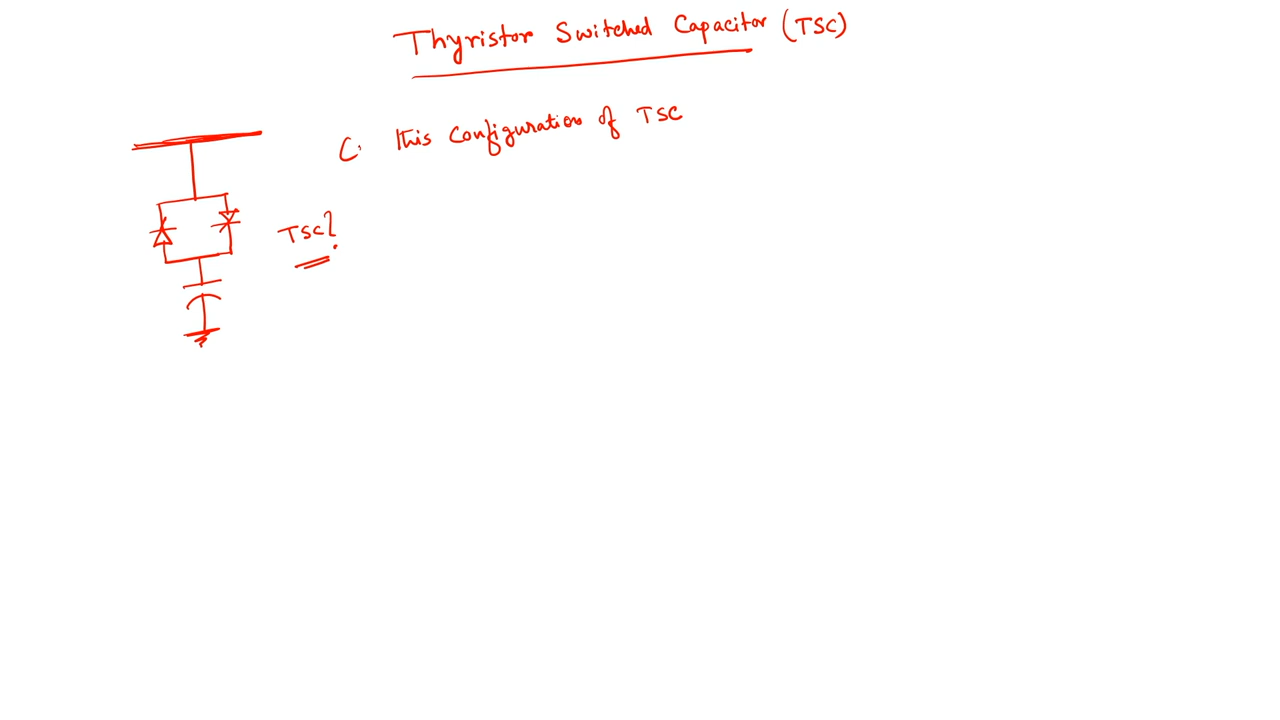 Thyristor Switched Capacitor (TSC)
C. this configuration of TSC
TSC?